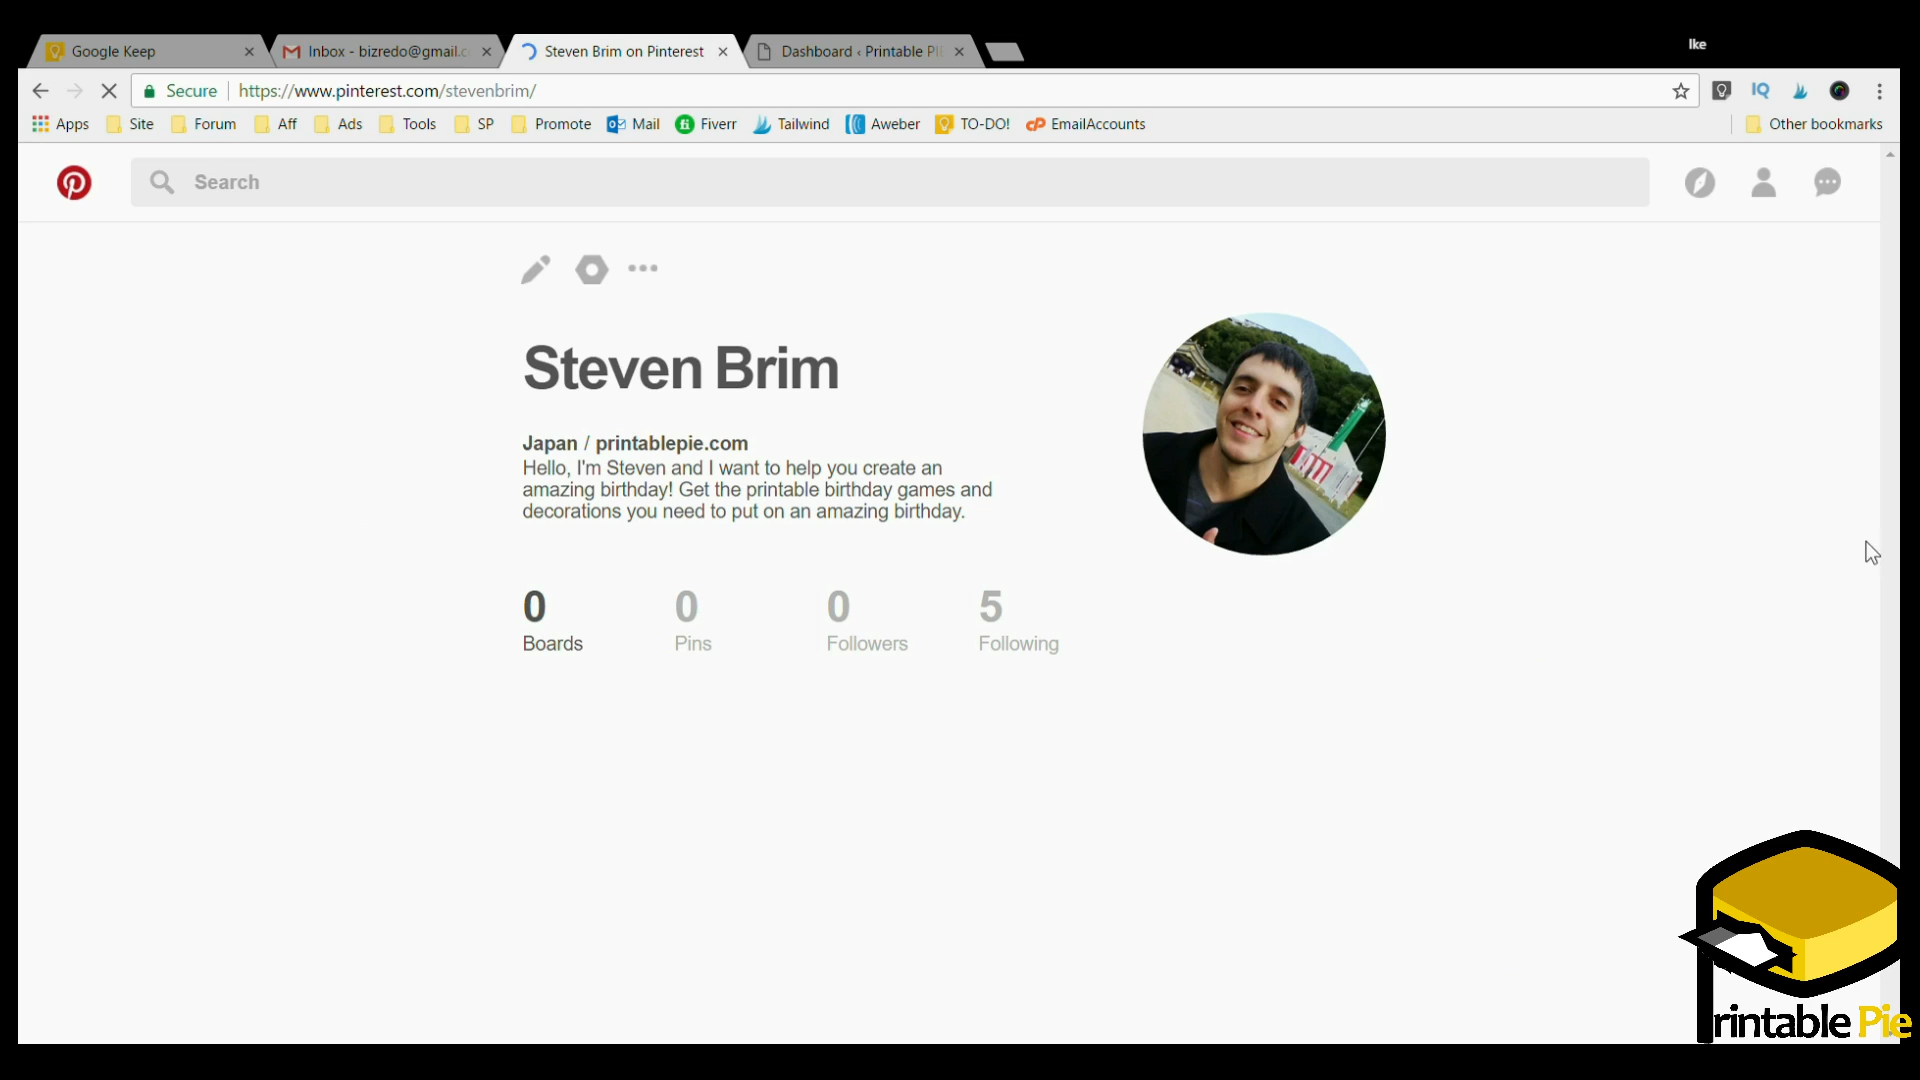 Ike
Google Keep
Inbox - bizredo@gmail.c
Steven Brim on Pinterest
Dashboard ‹ Printable Pi
Secure
https://www.pinterest.com/stevenbrim/
IQ
Apps
Site
Forum
Aff
Ads
Tools
SP
Promote
Mail
Fiverr
Tailwind
Aweber
TO-DO!
EmailAccounts
Other bookmarks
Search
Steven Brim
Japan / printablepie.com
Hello, I'm Steven and I want to help you create an
amazing birthday! Get the printable birthday games and
decorations you need to put on an amazing birthday.
0
Boards
0
Pins
0
Followers
5
Following
Printable Pie